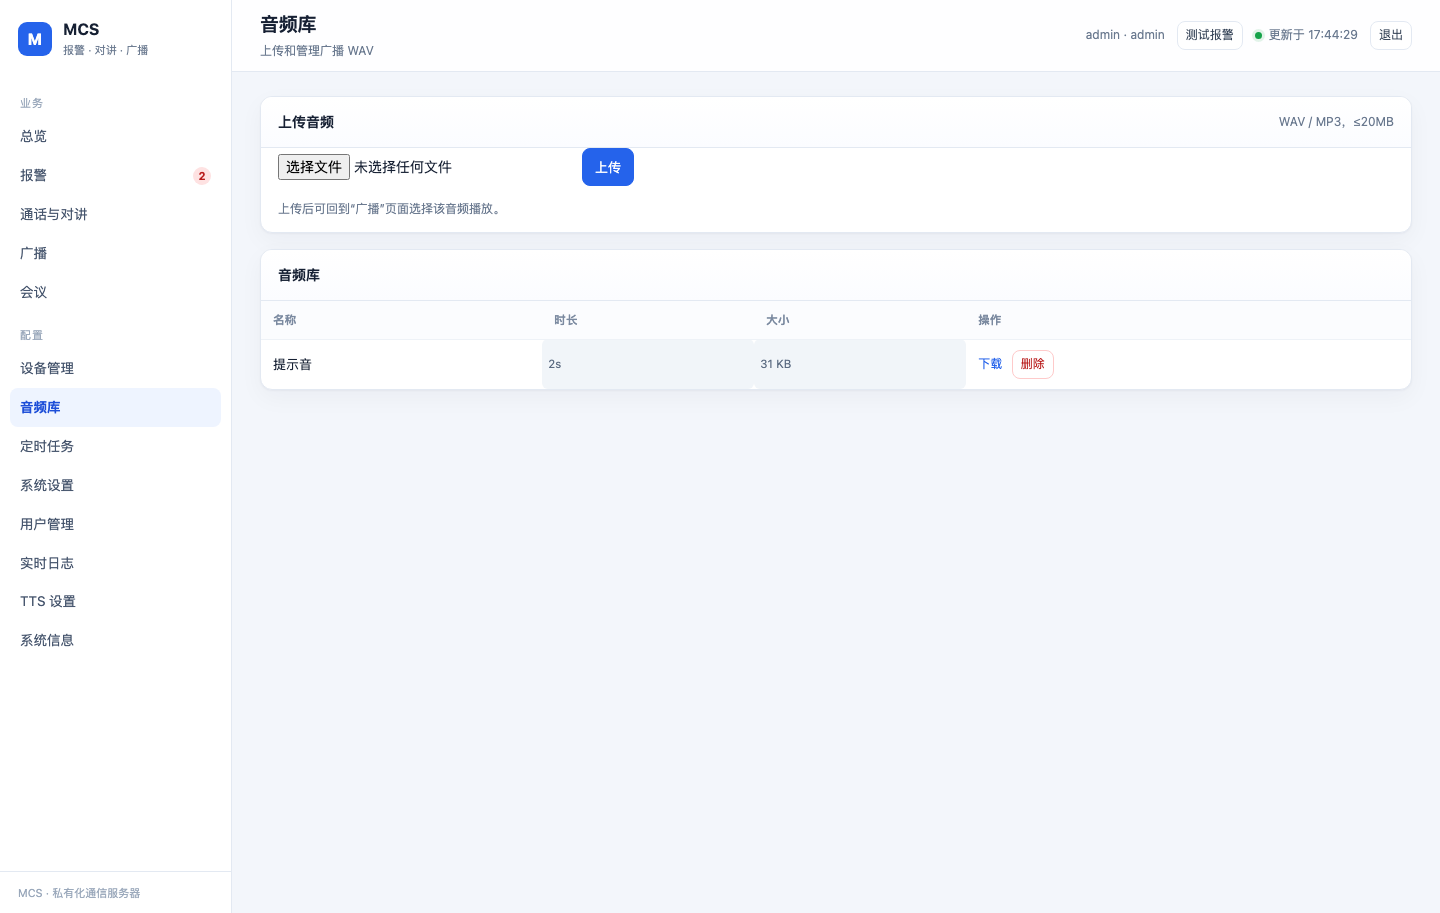 M
MCS
报警 · 对讲 · 广播
业务
总览
报警 2
通话与对讲
广播
会议
配置
设备管理
音频库
定时任务
系统设置
用户管理
实时日志
TTS 设置
系统信息
MCS · 私有化通信服务器
音频库
上传和管理广播 WAV
admin · admin 测试报警 更新于 17:44:29 退出
上传音频 WAV / MP3，≤20MB
选择文件 未选择任何文件 上传
上传后可回到“广播”页面选择该音频播放。
音频库
名称 时长 大小 操作
提示音 2s 31 KB 下载 删除